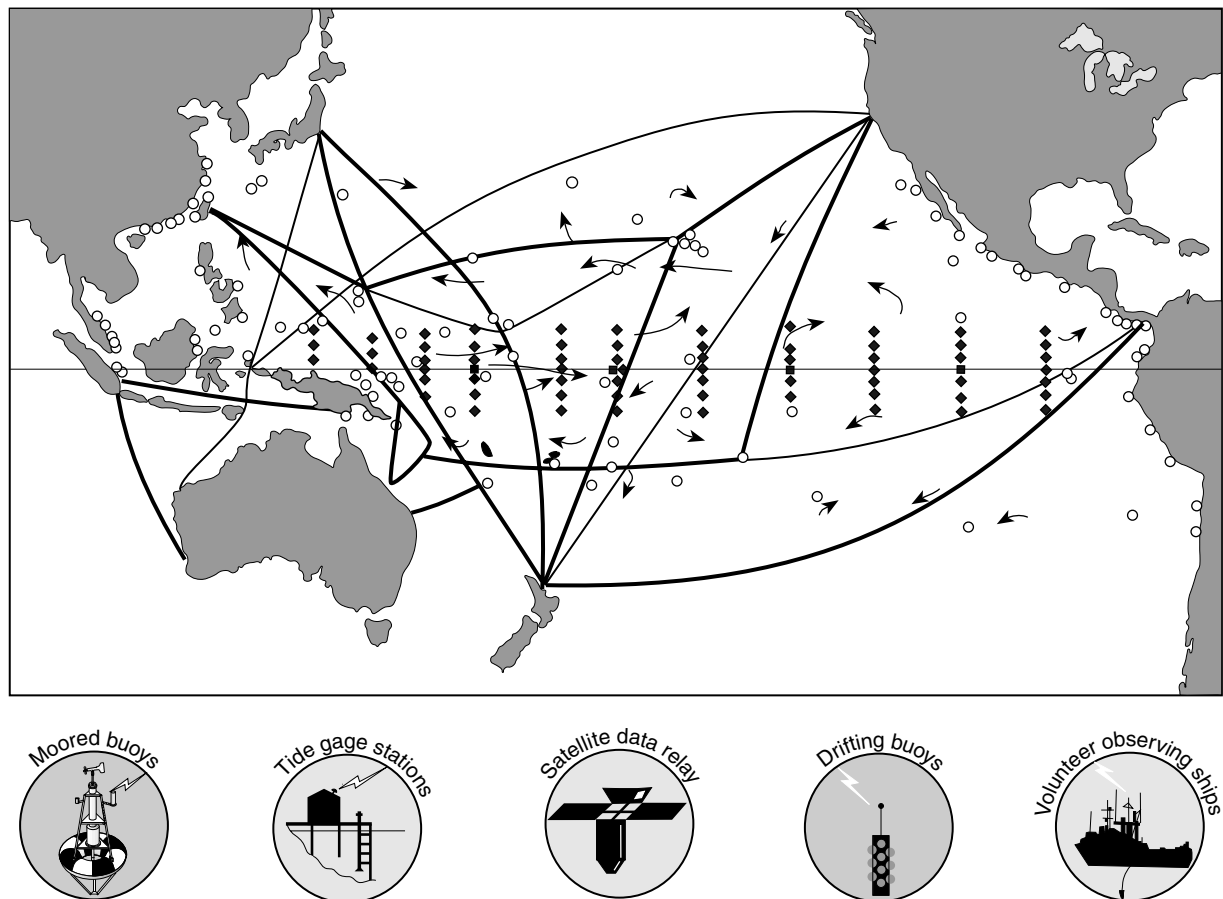 Moored buoys
Tide gage stations
Satellite data relay
Drifting buoys
Volunteer observing ships